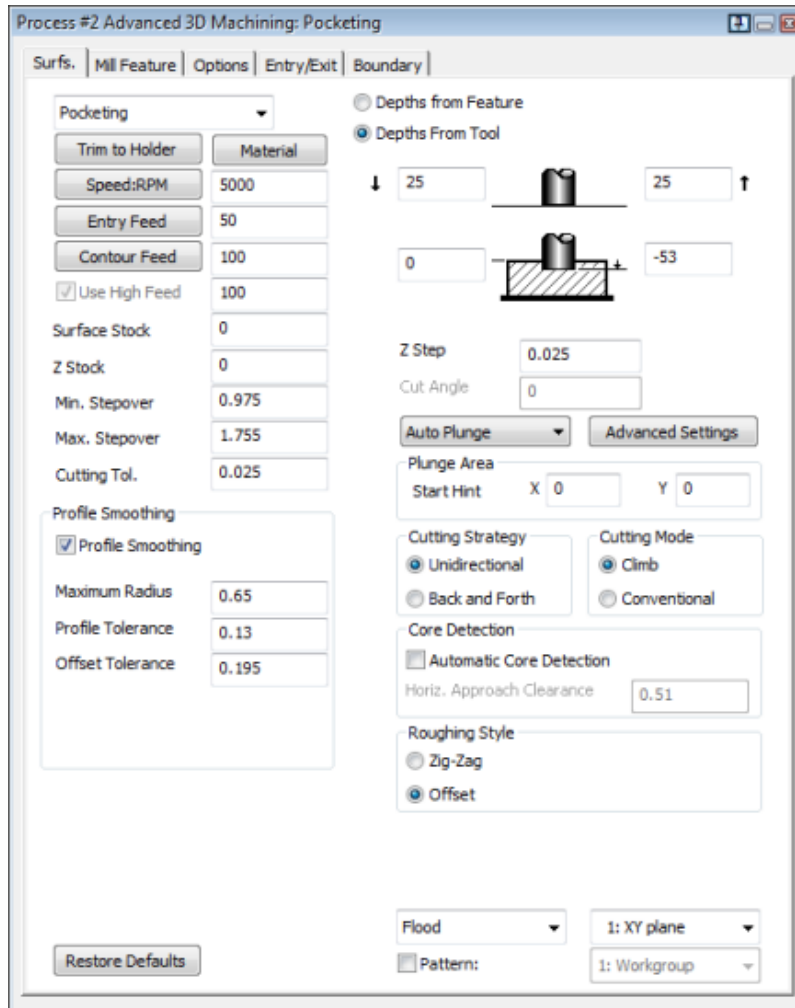 Process #2 Advanced 3D Machining: Pocketing
Surfs. Mill Feature Options Entry/Exit Boundary
Pocketing
Trim to Holder Material
Speed:RPM 5000
Entry Feed 50
Contour Feed 100
Use High Feed 100
Surface Stock 0
Z Stock 0
Min. Stepover 0.975
Max. Stepover 1.755
Cutting Tol. 0.025
Profile Smoothing
Profile Smoothing
Maximum Radius 0.65
Profile Tolerance 0.13
Offset Tolerance 0.195
Restore Defaults
Depths from Feature
Depths From Tool
25 25
0 -53
Z Step 0.025
Cut Angle 0
Auto Plunge Advanced Settings
Plunge Area
Start Hint X 0 Y 0
Cutting Strategy
Unidirectional
Back and Forth
Cutting Mode
Climb
Conventional
Core Detection
Automatic Core Detection
Horiz. Approach Clearance 0.51
Roughing Style
Zig-Zag
Offset
Flood 1: XY plane
Pattern: 1: Workgroup